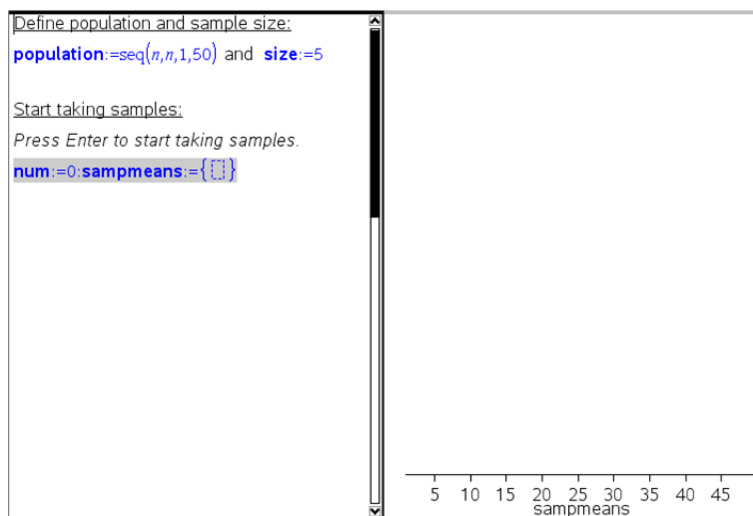 Define population and sample size:
population:=seq(n,n,1,50) and size:=5
Start taking samples:
Press Enter to start taking samples.
num:=0:sampmeans:={}
5 10 15 20 25 30 35 40 45
sampmeans